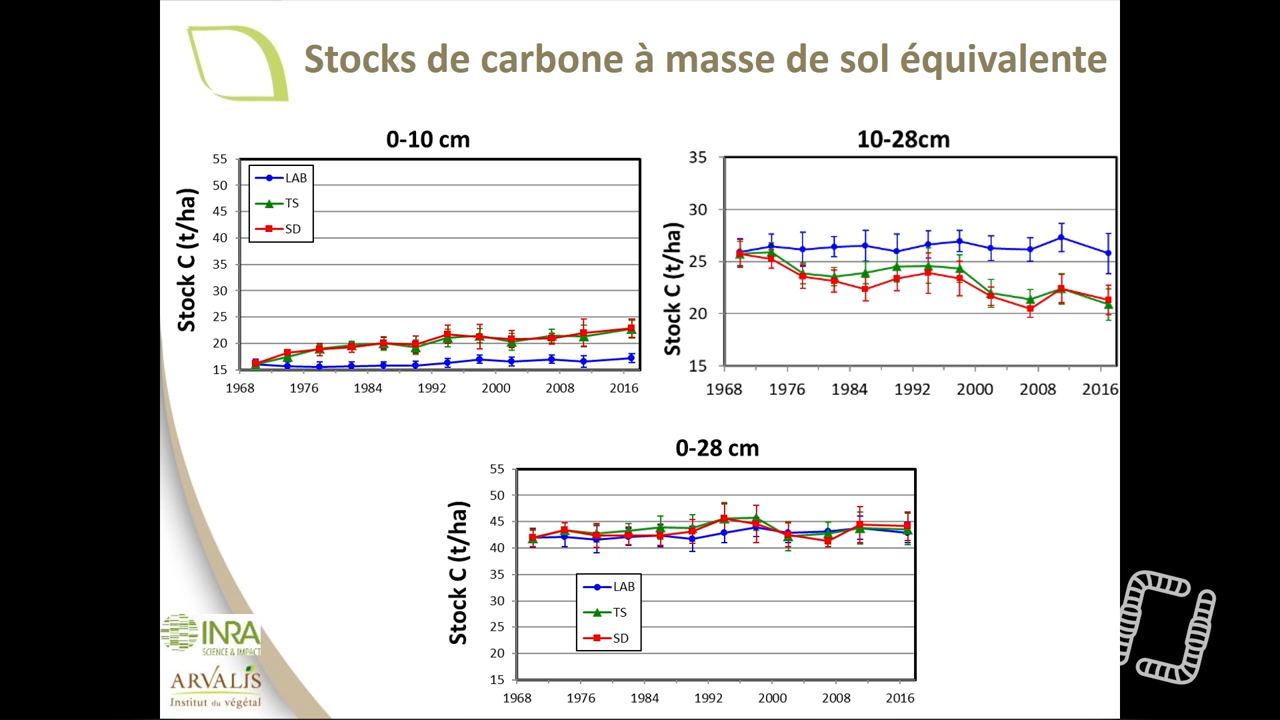 Stocks de carbone à masse de sol équivalente
0-10 cm
Stock C (t/ha)
55
50
45
40
35
30
25
20
15
LAB
TS
SD
1968 1976 1984 1992 2000 2008 2016
10-28cm
Stock C (t/ha)
35
30
25
20
15
1968 1976 1984 1992 2000 2008 2016
0-28 cm
Stock C (t/ha)
55
50
45
40
35
30
25
20
15
LAB
TS
SD
1968 1976 1984 1992 2000 2008 2016
INRA
SCIENCE & IMPACT
ARVALIS
Institut du végétal